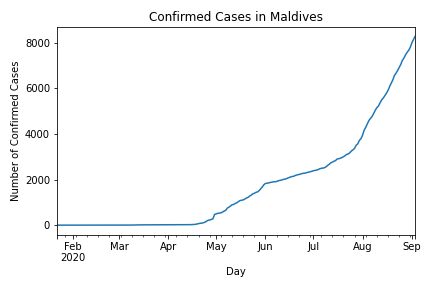 Confirmed Cases in Maldives
Number of Confirmed Cases
8000
6000
4000
2000
0
Feb Mar Apr May Jun Jul Aug Sep
2020
Day